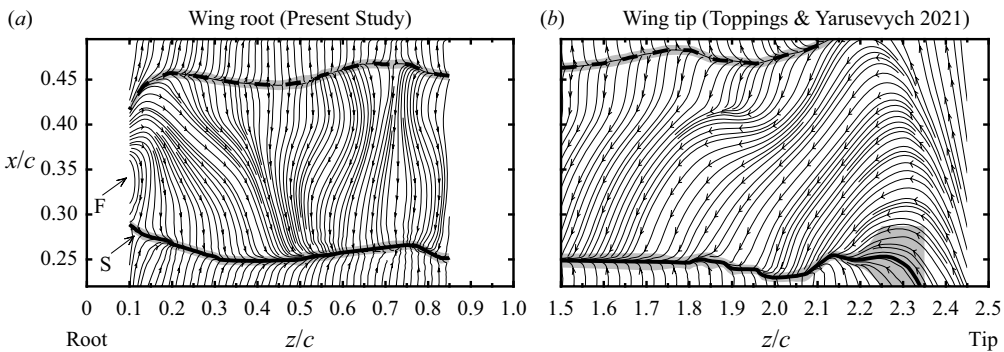 (a) Wing root (Present Study)
(b) Wing tip (Toppings & Yarusevych 2021)
x/c
0.45
0.40
0.35
0.30
0.25
F
S
0 0.1 0.2 0.3 0.4 0.5 0.6 0.7 0.8 0.9 1.0
1.5 1.6 1.7 1.8 1.9 2.0 2.1 2.2 2.3 2.4 2.5
Root z/c
z/c Tip